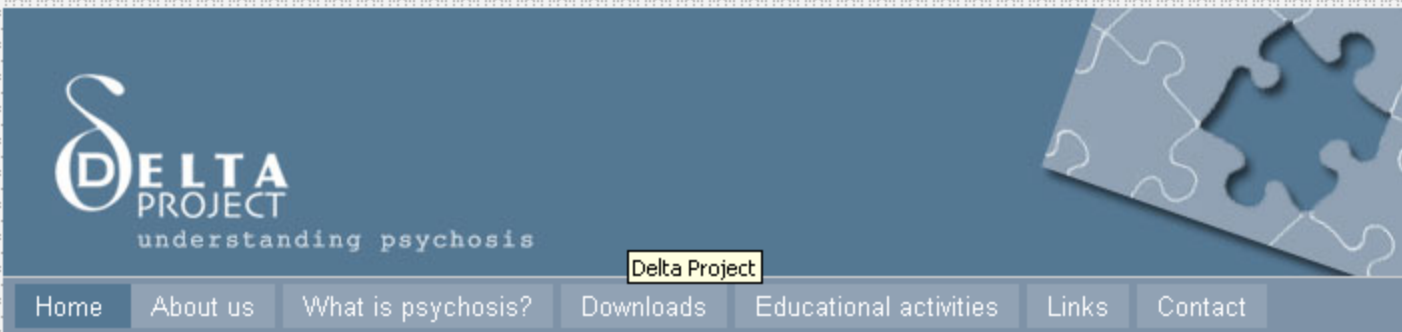 DELTA
PROJECT
understanding psychosis
Delta Project
Home About us What is psychosis? Downloads Educational activities Links Contact